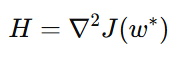 H = ∇²J(w*)